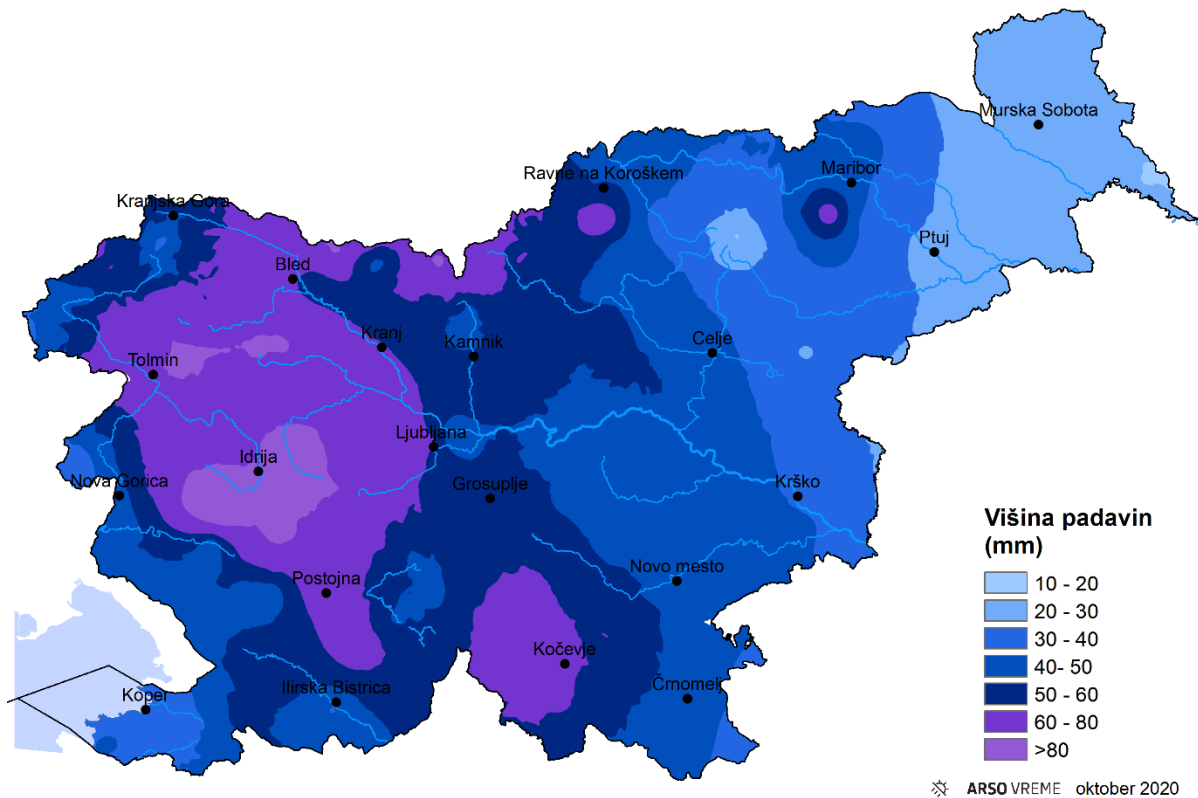 Murska Sobota
Maribor
Ravne na Koroškem
Kranjska Gora
Ptuj
Bled
Kranj
Kamnik
Celje
Tolmin
Ljubljana
Idrija
Nova Gorica
Grosuplje
Krško
Postojna
Novo mesto
Kočevje
Ilirska Bistrica
Črnomelj
Koper
Višina padavin
(mm)
10 - 20
20 - 30
30 - 40
40- 50
50 - 60
60 - 80
>80
ARSO VREME oktober 2020